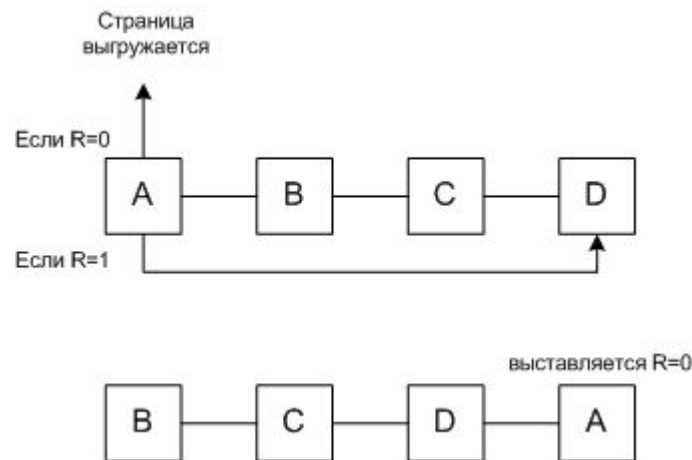 Страница
выгружается
Если R=0
A B C D
Если R=1
выставляется R=0
B C D A